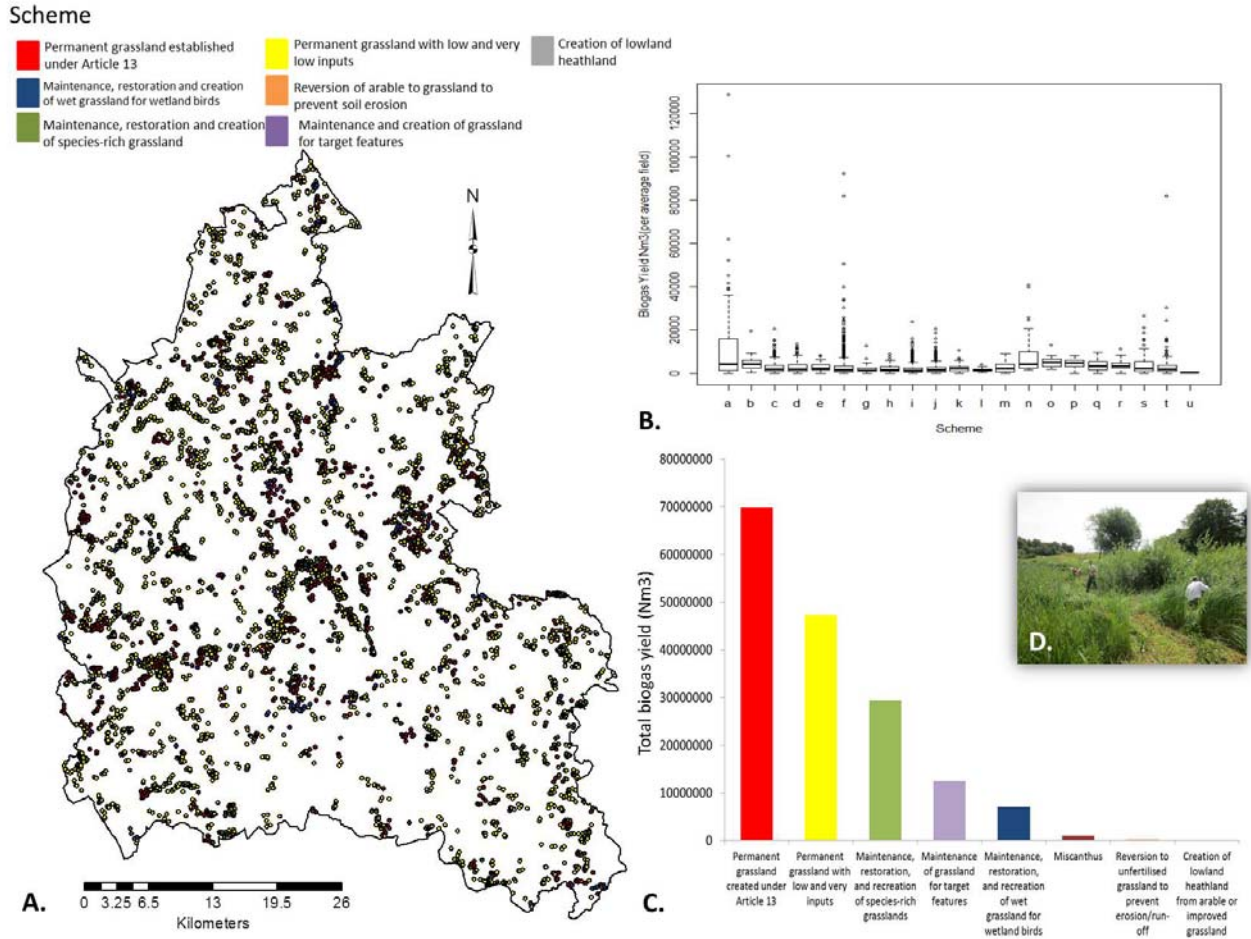 Scheme
Permanent grassland established
under Article 13
Maintenance, restoration and creation
of wet grassland for wetland birds
Maintenance, restoration and creation
of species-rich grassland
Permanent grassland with low and very
low inputs
Reversion of arable to grassland to
prevent soil erosion
Maintenance and creation of grassland
for target features
Creation of lowland
heathland
N
0 3.25 6.5 13 19.5 26
Kilometers
A.
Biogas Yield Nm3(per average field)
120000
100000
80000
60000
40000
20000
0
a b c d e f g h i j k l m n o p q r s t u
Scheme
B.
Total biogas yield (Nm3)
80000000
70000000
60000000
50000000
40000000
30000000
20000000
10000000
0
Permanent
grassland
created under
Article 13
Permanent
grassland with
low and very
inputs
Maintenance,
restoration,
and recreation
of species-rich
grasslands
Maintenance
of grassland
for target
features
Maintenance,
restoration,
and recreation
of wet
grassland for
wetland birds
Miscanthus
Reversion to
unfertilised
grassland to
prevent
erosion/run-
off
Creation of
lowland
heathland
from arable or
improved
grassland
C.
D.